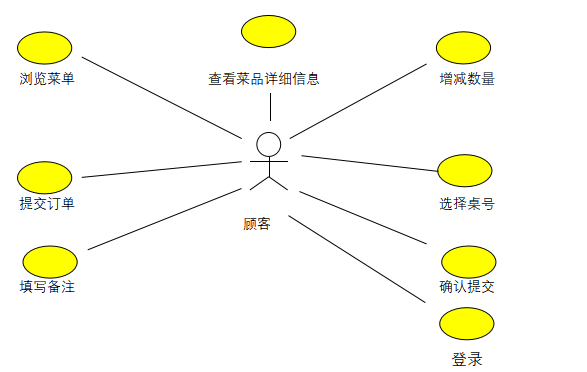 浏览菜单
查看菜品详细信息
增减数量
提交订单
选择桌号
顾客
填写备注
确认提交
登录